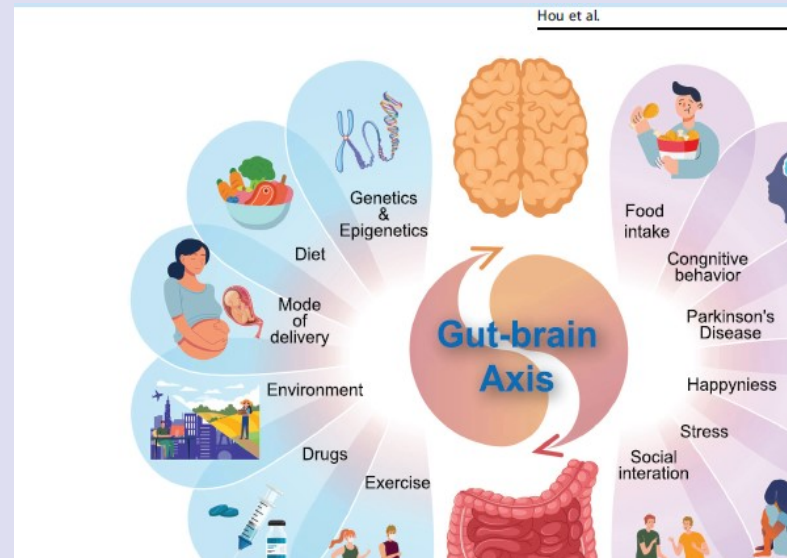 Hou et al.
Genetics
&
Epigenetics
Diet
Mode
of
delivery
Environment
Drugs
Exercise
Gut-brain
Axis
Food
intake
Congnitive
behavior
Parkinson's
Disease
Happyniess
Stress
Social
interation